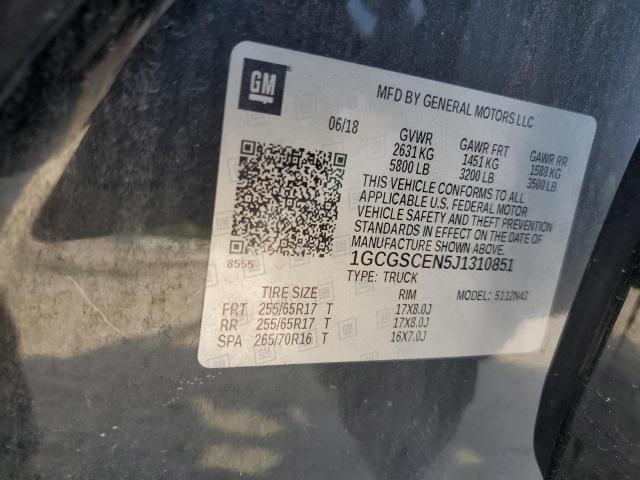 GM
MFD BY GENERAL MOTORS LLC
06/18 GVWR GAWR FRT GAWR RR
2631 KG 1451 KG 1588 KG
5800 LB 3200 LB 3500 LB
THIS VEHICLE CONFORMS TO ALL
APPLICABLE U.S. FEDERAL MOTOR
VEHICLE SAFETY AND THEFT PREVENTION
STANDARDS IN EFFECT ON THE DATE OF
MANUFACTURE SHOWN ABOVE.
8555 1GCGSCEN5J1310851
TYPE: TRUCK
TIRE SIZE RIM MODEL: 5112N43
FRT 255/65R17 T 17X8.0J
RR 255/65R17 T 17X8.0J
SPA 265/70R16 T 16X7.0J